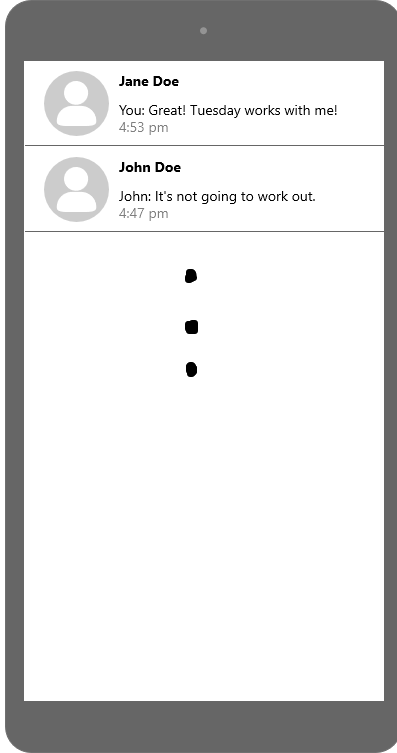 Jane Doe
You: Great! Tuesday works with me!
4:53 pm
John Doe
John: It's not going to work out.
4:47 pm